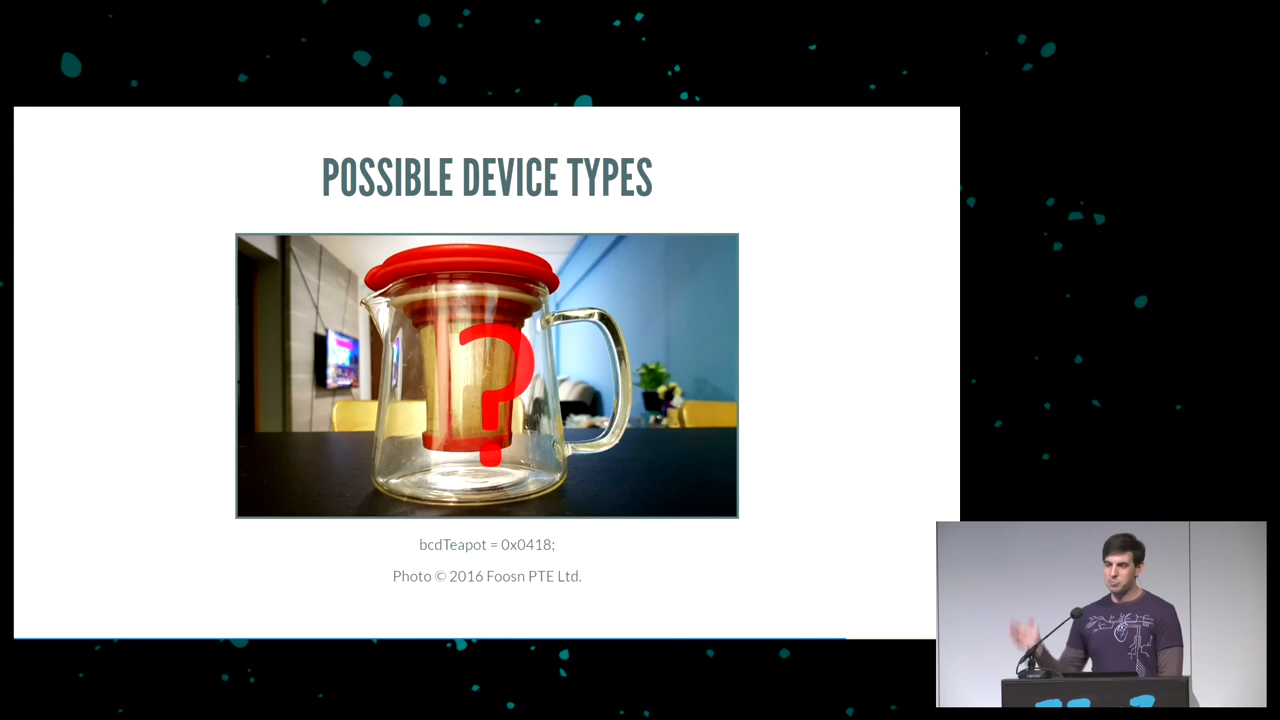 POSSIBLE DEVICE TYPES
?
bcdTeapot = 0x0418;
Photo © 2016 Foosn PTE Ltd.